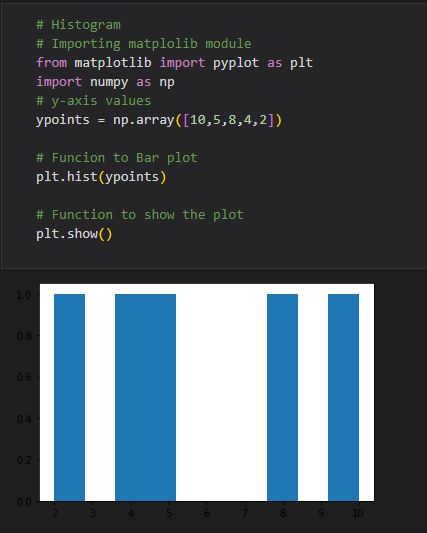 # Histogram
# Importing matplolib module
from matplotlib import pyplot as plt
import numpy as np
# y-axis values
ypoints = np.array([10,5,8,4,2])
# Funcion to Bar plot
plt.hist(ypoints)
# Function to show the plot
plt.show()
1.0
0.8
0.6
0.4
0.2
0.0
2 3 4 5 6 7 8 9 10